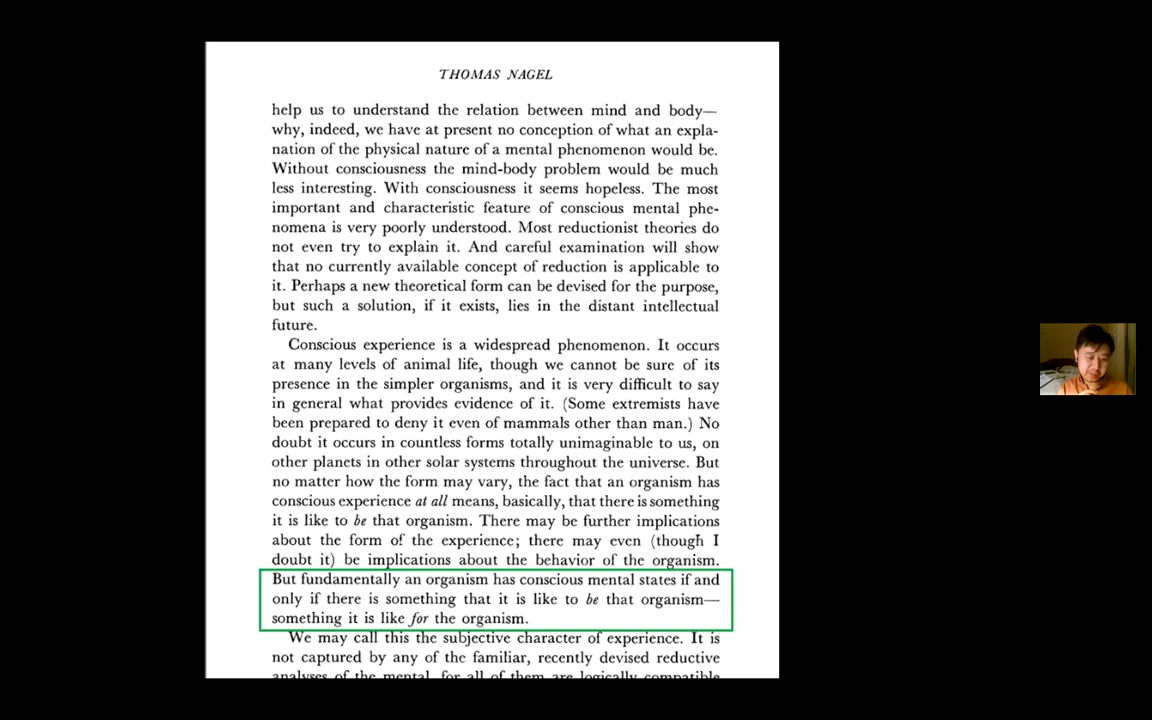 THOMAS NAGEL
help us to understand the relation between mind and body—
why, indeed, we have at present no conception of what an expla-
nation of the physical nature of a mental phenomenon would be.
Without consciousness the mind-body problem would be much
less interesting. With consciousness it seems hopeless. The most
important and characteristic feature of conscious mental phe-
nomena is very poorly understood. Most reductionist theories do
not even try to explain it. And careful examination will show
that no currently available concept of reduction is applicable to
it. Perhaps a new theoretical form can be devised for the purpose,
but such a solution, if it exists, lies in the distant intellectual
future.
Conscious experience is a widespread phenomenon. It occurs
at many levels of animal life, though we cannot be sure of its
presence in the simpler organisms, and it is very difficult to say
in general what provides evidence of it. (Some extremists have
been prepared to deny it even of mammals other than man.) No
doubt it occurs in countless forms totally unimaginable to us, on
other planets in other solar systems throughout the universe. But
no matter how the form may vary, the fact that an organism has
conscious experience at all means, basically, that there is something
it is like to be that organism. There may be further implications
about the form of the experience; there may even (though I
doubt it) be implications about the behavior of the organism.
But fundamentally an organism has conscious mental states if and
only if there is something that it is like to be that organism—
something it is like for the organism.
We may call this the subjective character of experience. It is
not captured by any of the familiar, recently devised reductive
analyses of the mental, for all of them are logically compatible